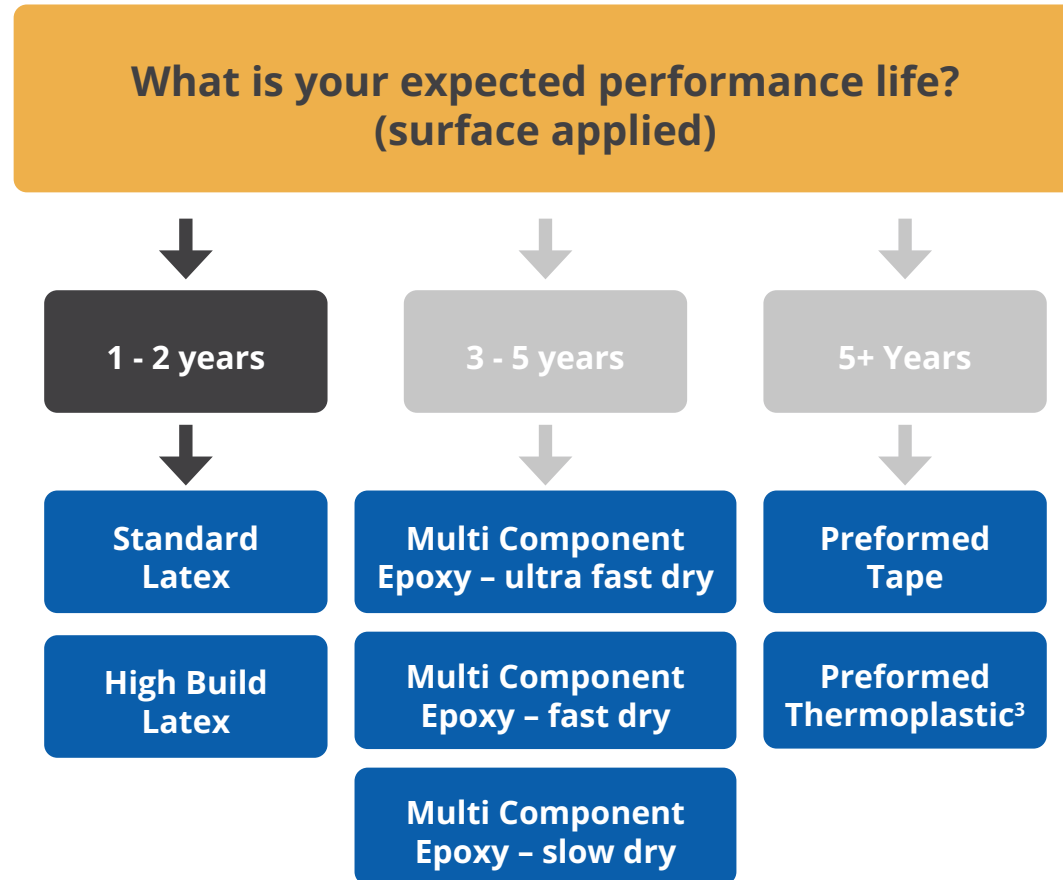 What is your expected performance life?
(surface applied)
1 - 2 years
3 - 5 years
5+ Years
Standard
Latex
Multi Component
Epoxy – ultra fast dry
Preformed
Tape
High Build
Latex
Multi Component
Epoxy – fast dry
Preformed
Thermoplastic³
Multi Component
Epoxy – slow dry